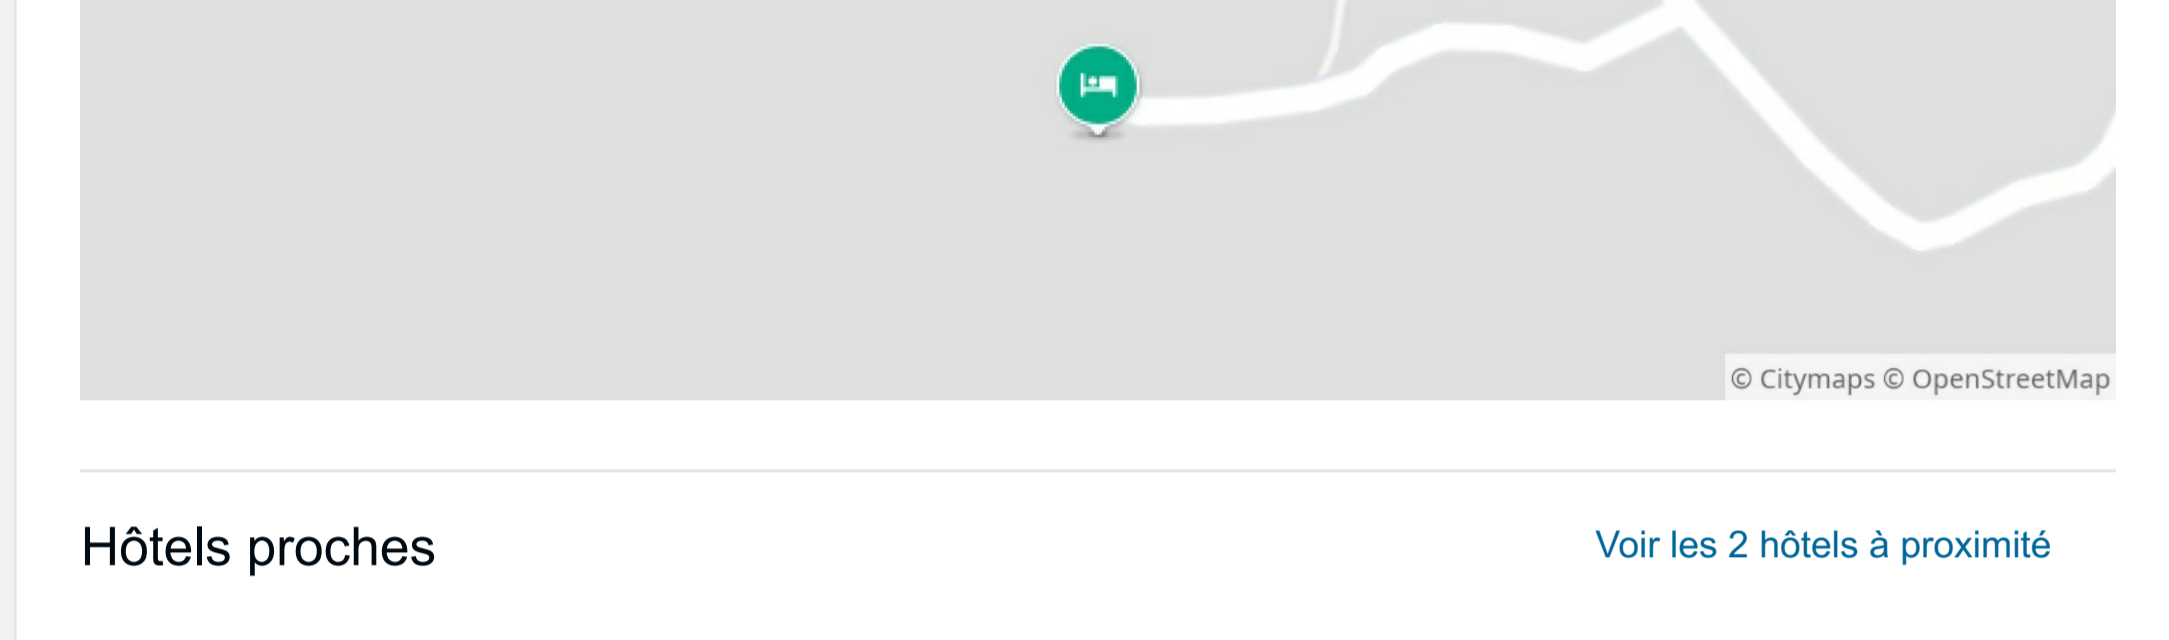 © Citymaps © OpenStreetMap
Hôtels proches
Voir les 2 hôtels à proximité